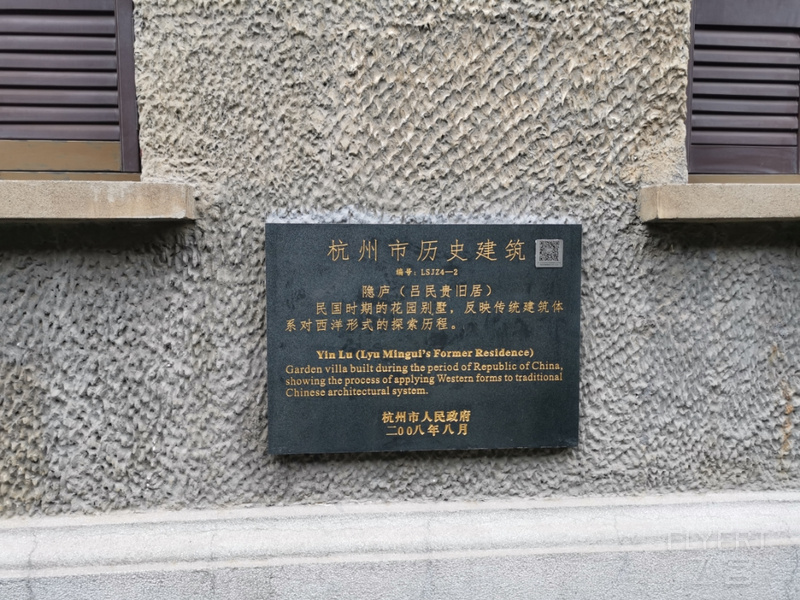 杭州市历史建筑
编号：LSJZ4—2
隐庐（吕民贵旧居）
民国时期的花园别墅，反映传统建筑体
系对西洋形式的探索历程。
Yin Lu (Lyu Mingui's Former Residence)
Garden villa built during the period of Republic of China,
showing the process of applying Western forms to traditional
Chinese architectural system.
杭州市人民政府
二00八年八月
FLYERT